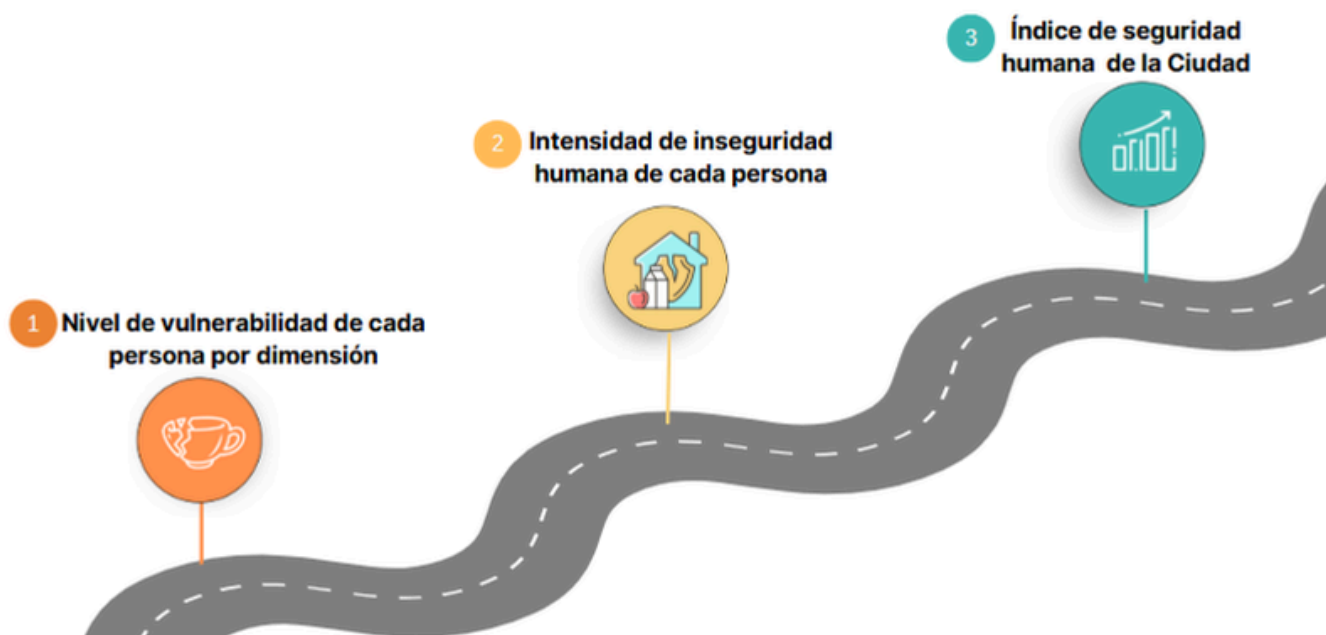 1
Nivel de vulnerabilidad de cada
persona por dimensión
2
Intensidad de inseguridad
humana de cada persona
3
Índice de seguridad
humana de la Ciudad